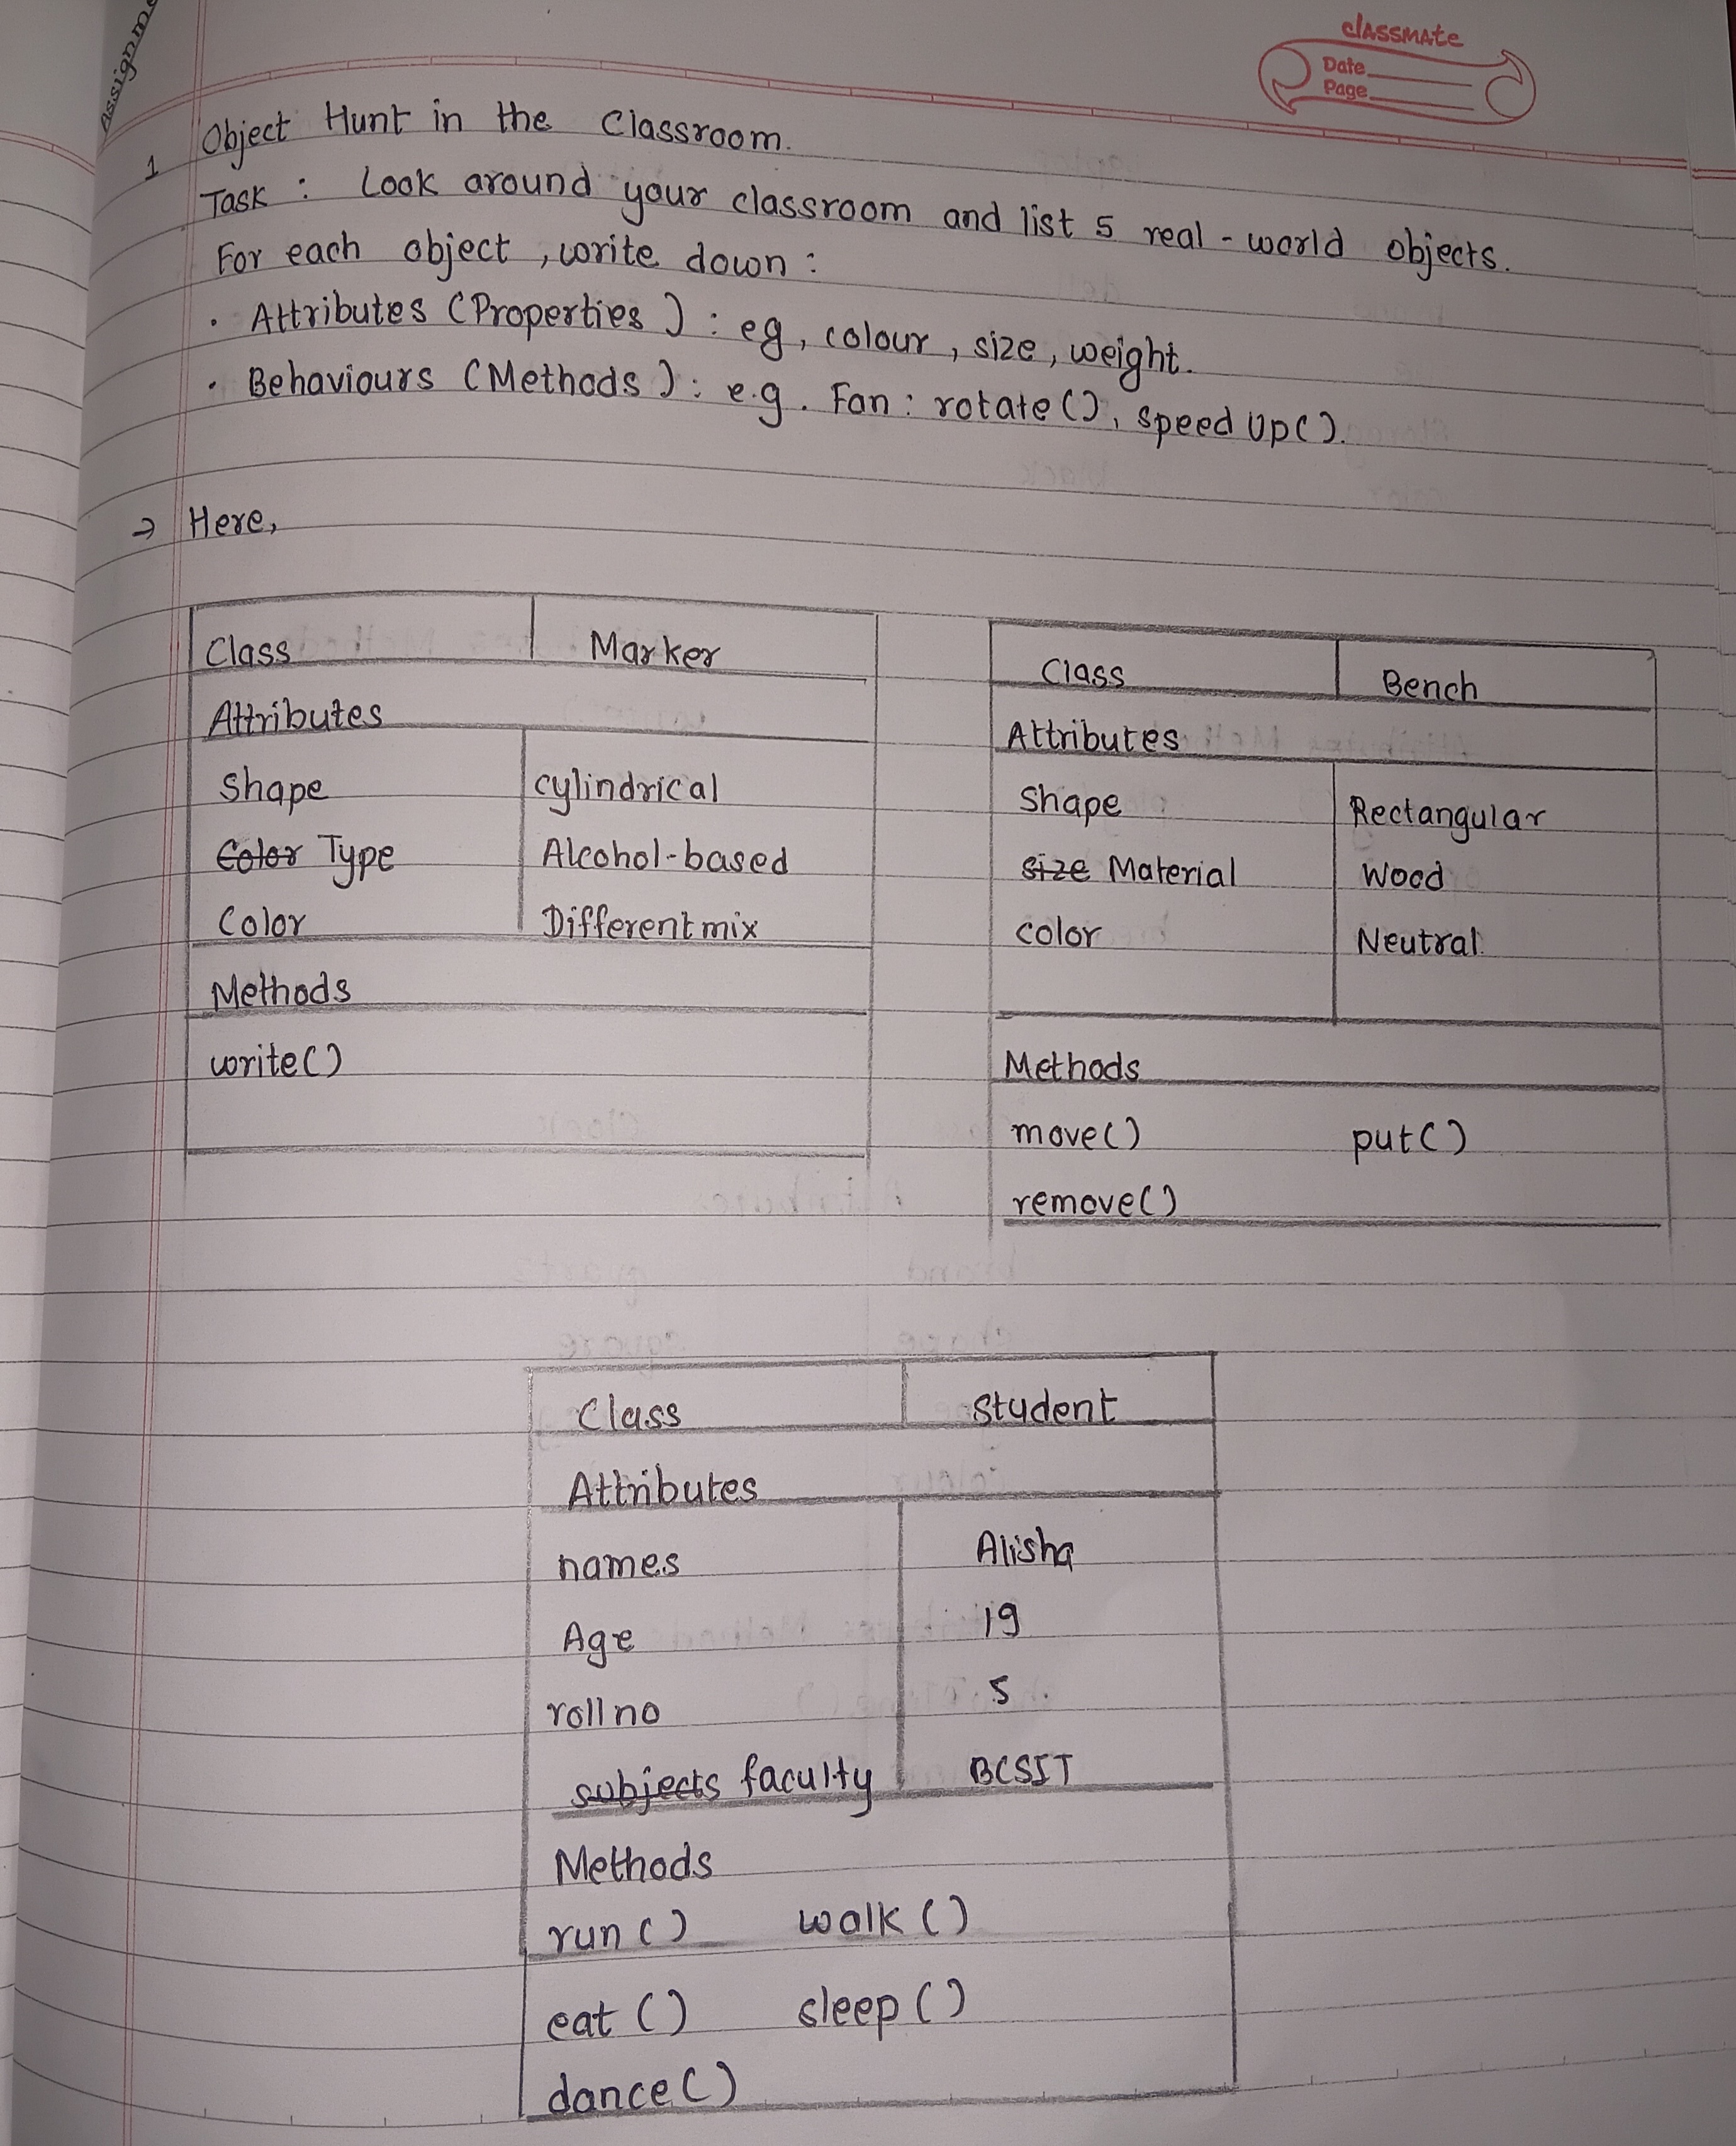 Assignme
classmate
Date
Page
1 Object Hunt in the Classroom.
Task : Look around your classroom and list 5 real-world objects.
For each object, write down :
• Attributes (Properties) : eg, colour, size, weight.
• Behaviours (Methods) : e.g. Fan : rotate(), speed Up().
→ Here,
Class Marker
Attributes
Shape cylindrical
Color Type Alcohol-based
Color Different mix
Methods
write()
Class Bench
Attributes
Shape Rectangular
size Material Wood
color Neutral
Methods
move() put()
remove()
Class Student
Attributes
names Alisha
Age 19
roll no 5
subjects faculty BCSIT
Methods
run() walk()
eat() sleep()
dance()